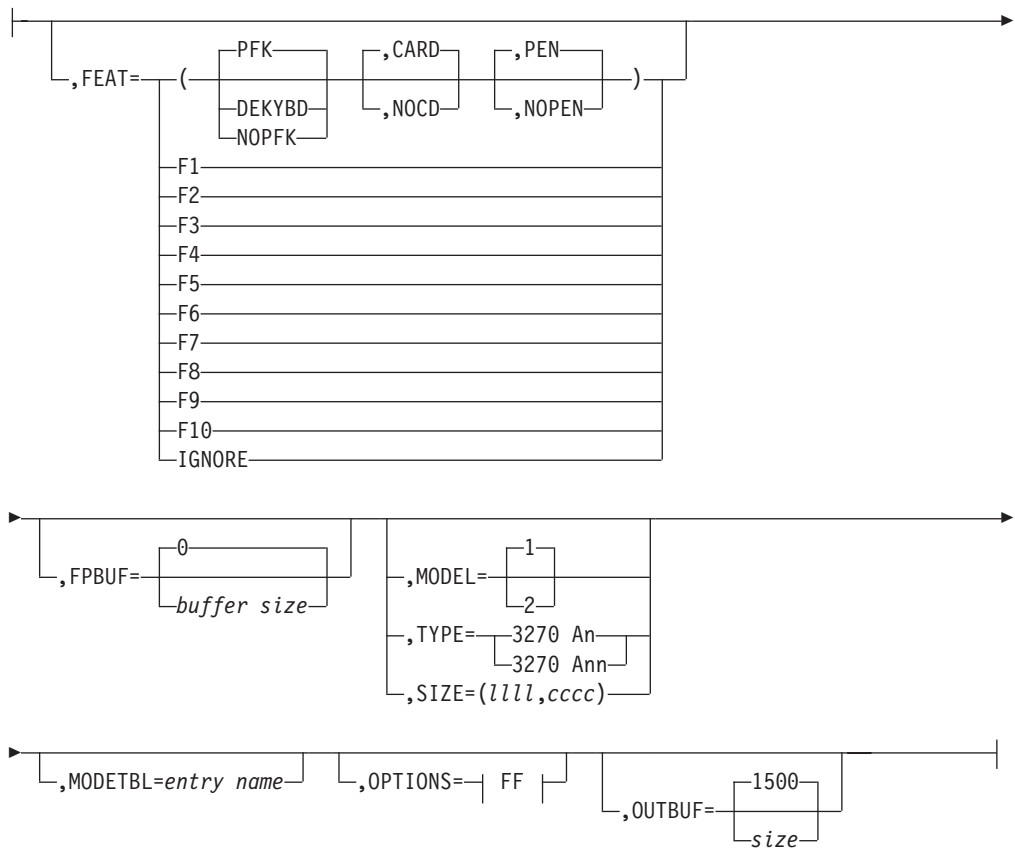 PFK ,CARD ,PEN
,FEAT= ( )
DEKYBD ,NOCD ,NOPEN
NOPFK
F1
F2
F3
F4
F5
F6
F7
F8
F9
F10
IGNORE
0 1
,FPBUF= ,MODEL=
buffer size 2
,TYPE= 3270 An
3270 Ann
,SIZE=(llll,cccc)
,MODETBL=entry name ,OPTIONS= FF 1500
,OUTBUF=
size